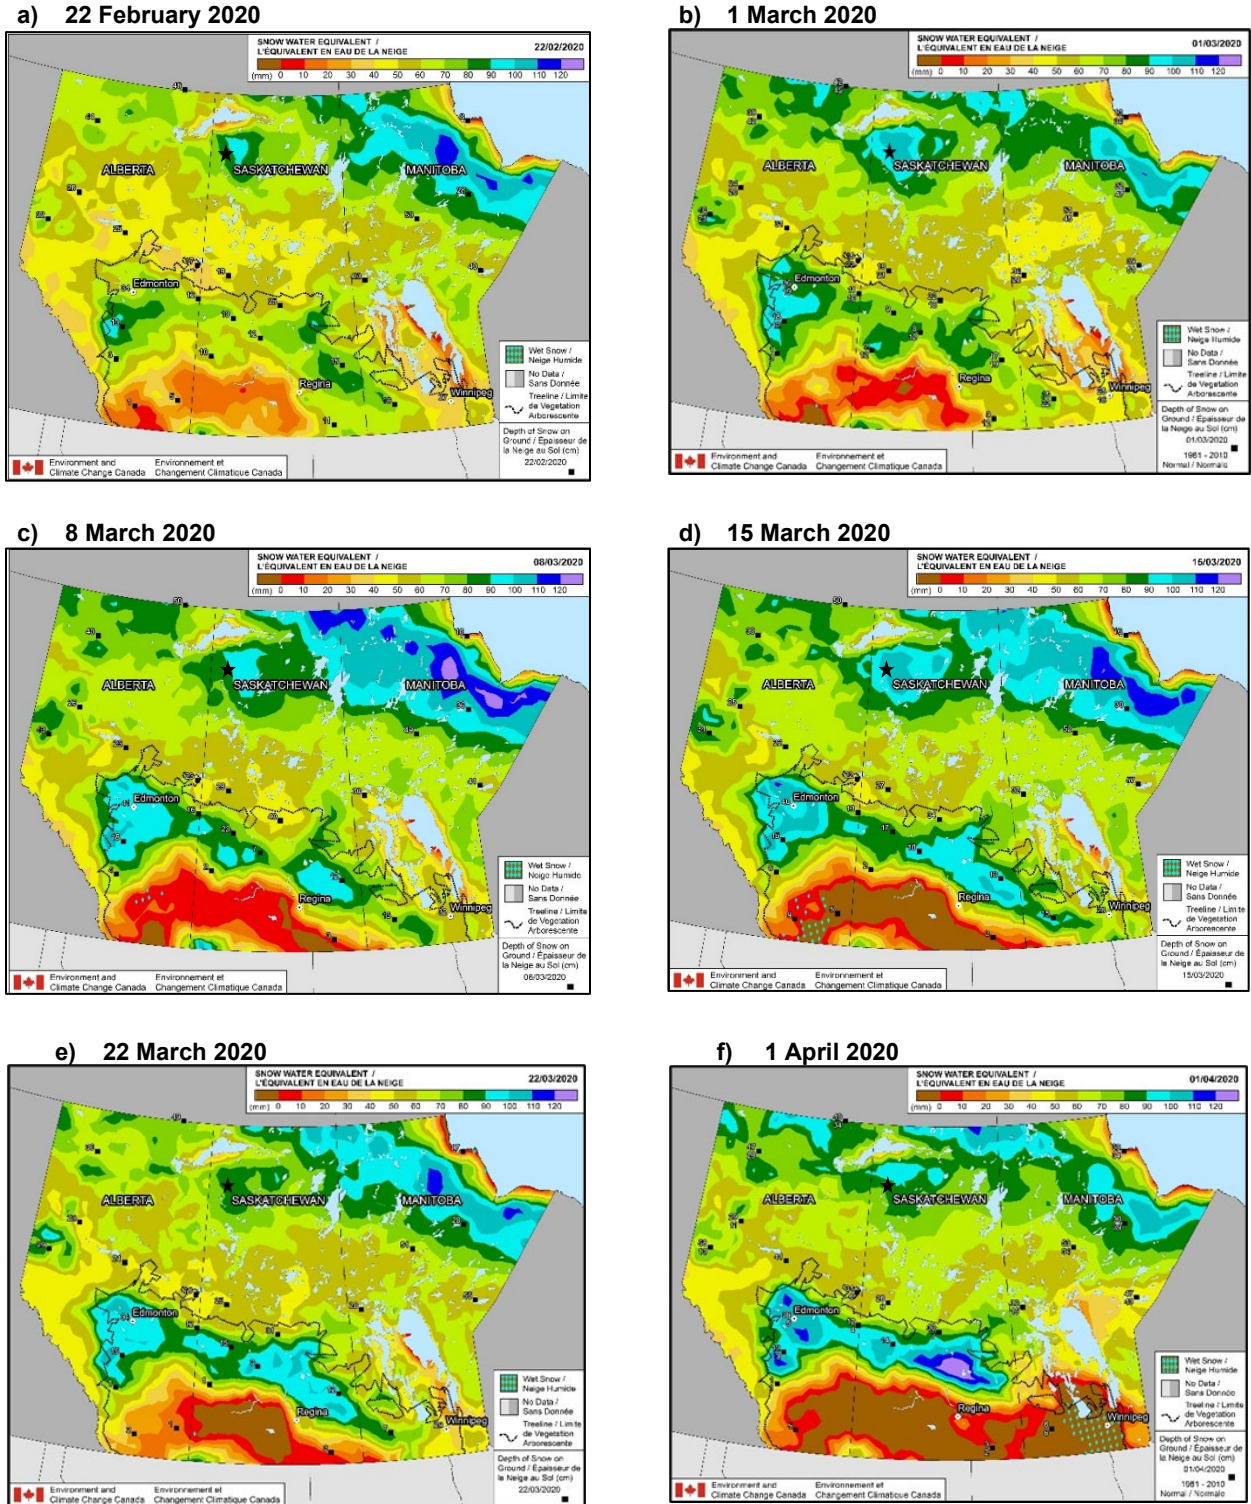 a) 22 February 2020
SNOW WATER EQUIVALENT /
L'ÉQUIVALENT EN EAU DE LA NEIGE
22/02/2020
(mm) 0 10 20 30 40 50 60 70 80 90 100 110 120
ALBERTA
SASKATCHEWAN
MANITOBA
Edmonton
Regina
Winnipeg
Wet Snow /
Neige Humide
No Data /
Sans Donnée
Treeline / Limite
de Vegetation
Arborescente
Depth of Snow on
Ground / Épaisseur de
la Neige au Sol (cm)
22/02/2020
Environment and
Climate Change Canada
Environnement et
Changement Climatique Canada
b) 1 March 2020
SNOW WATER EQUIVALENT /
L'ÉQUIVALENT EN EAU DE LA NEIGE
01/03/2020
(mm) 0 10 20 30 40 50 60 70 80 90 100 110 120
ALBERTA
SASKATCHEWAN
MANITOBA
Edmonton
Regina
Winnipeg
Wet Snow /
Neige Humide
No Data /
Sans Donnée
Treeline / Limite
de Vegetation
Arborescente
Depth of Snow on
Ground / Épaisseur de
la Neige au Sol (cm)
01/03/2020
1981 - 2010
Normal / Normale
Environment and
Climate Change Canada
Environnement et
Changement Climatique Canada
c) 8 March 2020
SNOW WATER EQUIVALENT /
L'ÉQUIVALENT EN EAU DE LA NEIGE
08/03/2020
(mm) 0 10 20 30 40 50 60 70 80 90 100 110 120
ALBERTA
SASKATCHEWAN
MANITOBA
Edmonton
Regina
Winnipeg
Wet Snow /
Neige Humide
No Data /
Sans Donnée
Treeline / Limite
de Vegetation
Arborescente
Depth of Snow on
Ground / Épaisseur de
la Neige au Sol (cm)
08/03/2020
Environment and
Climate Change Canada
Environnement et
Changement Climatique Canada
d) 15 March 2020
SNOW WATER EQUIVALENT /
L'ÉQUIVALENT EN EAU DE LA NEIGE
15/03/2020
(mm) 0 10 20 30 40 50 60 70 80 90 100 110 120
ALBERTA
SASKATCHEWAN
MANITOBA
Edmonton
Regina
Winnipeg
Wet Snow /
Neige Humide
No Data /
Sans Donnée
Treeline / Limite
de Vegetation
Arborescente
Depth of Snow on
Ground / Épaisseur de
la Neige au Sol (cm)
15/03/2020
Environment and
Climate Change Canada
Environnement et
Changement Climatique Canada
e) 22 March 2020
SNOW WATER EQUIVALENT /
L'ÉQUIVALENT EN EAU DE LA NEIGE
22/03/2020
(mm) 0 10 20 30 40 50 60 70 80 90 100 110 120
ALBERTA
SASKATCHEWAN
MANITOBA
Edmonton
Regina
Winnipeg
Wet Snow /
Neige Humide
No Data /
Sans Donnée
Treeline / Limite
de Vegetation
Arborescente
Depth of Snow on
Ground / Épaisseur de
la Neige au Sol (cm)
22/03/2020
Environment and
Climate Change Canada
Environnement et
Changement Climatique Canada
f) 1 April 2020
SNOW WATER EQUIVALENT /
L'ÉQUIVALENT EN EAU DE LA NEIGE
01/04/2020
(mm) 0 10 20 30 40 50 60 70 80 90 100 110 120
ALBERTA
SASKATCHEWAN
MANITOBA
Edmonton
Regina
Winnipeg
Wet Snow /
Neige Humide
No Data /
Sans Donnée
Treeline / Limite
de Vegetation
Arborescente
Depth of Snow on
Ground / Épaisseur de
la Neige au Sol (cm)
01/04/2020
1981 - 2010
Normal / Normale
Environment and
Climate Change Canada
Environnement et
Changement Climatique Canada